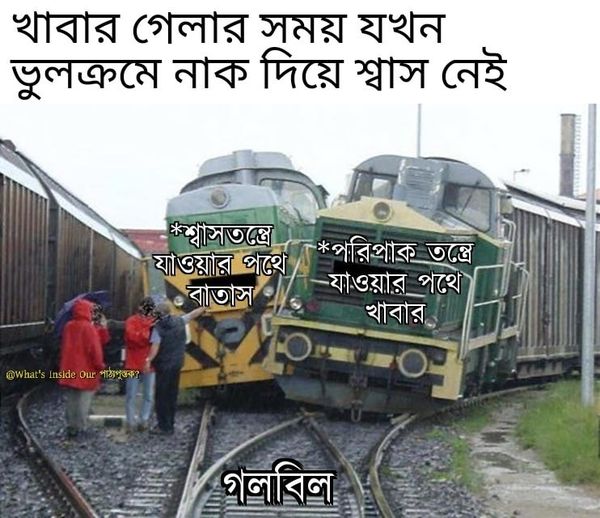 খাবার গেলার সময় যখন
ভুলক্রমে নাক দিয়ে শ্বাস নেই
*শ্বাসতন্ত্রে
যাওয়ার পথে
বাতাস
*পরিপাক তন্ত্রে
যাওয়ার পথে
খাবার
@What's Inside Our পাঠ্যপুস্তক?
গলবিল